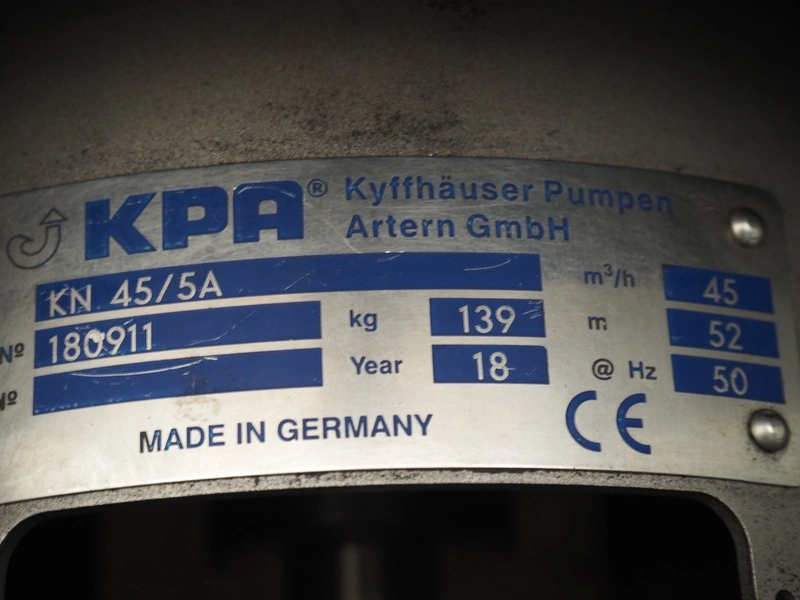 KPA® Kyffhäuser Pumpen
Artern GmbH
KN 45/5A m³/h 45
Nº 180911 kg 139 m 52
Nº Year 18 @ Hz 50
MADE IN GERMANY CE